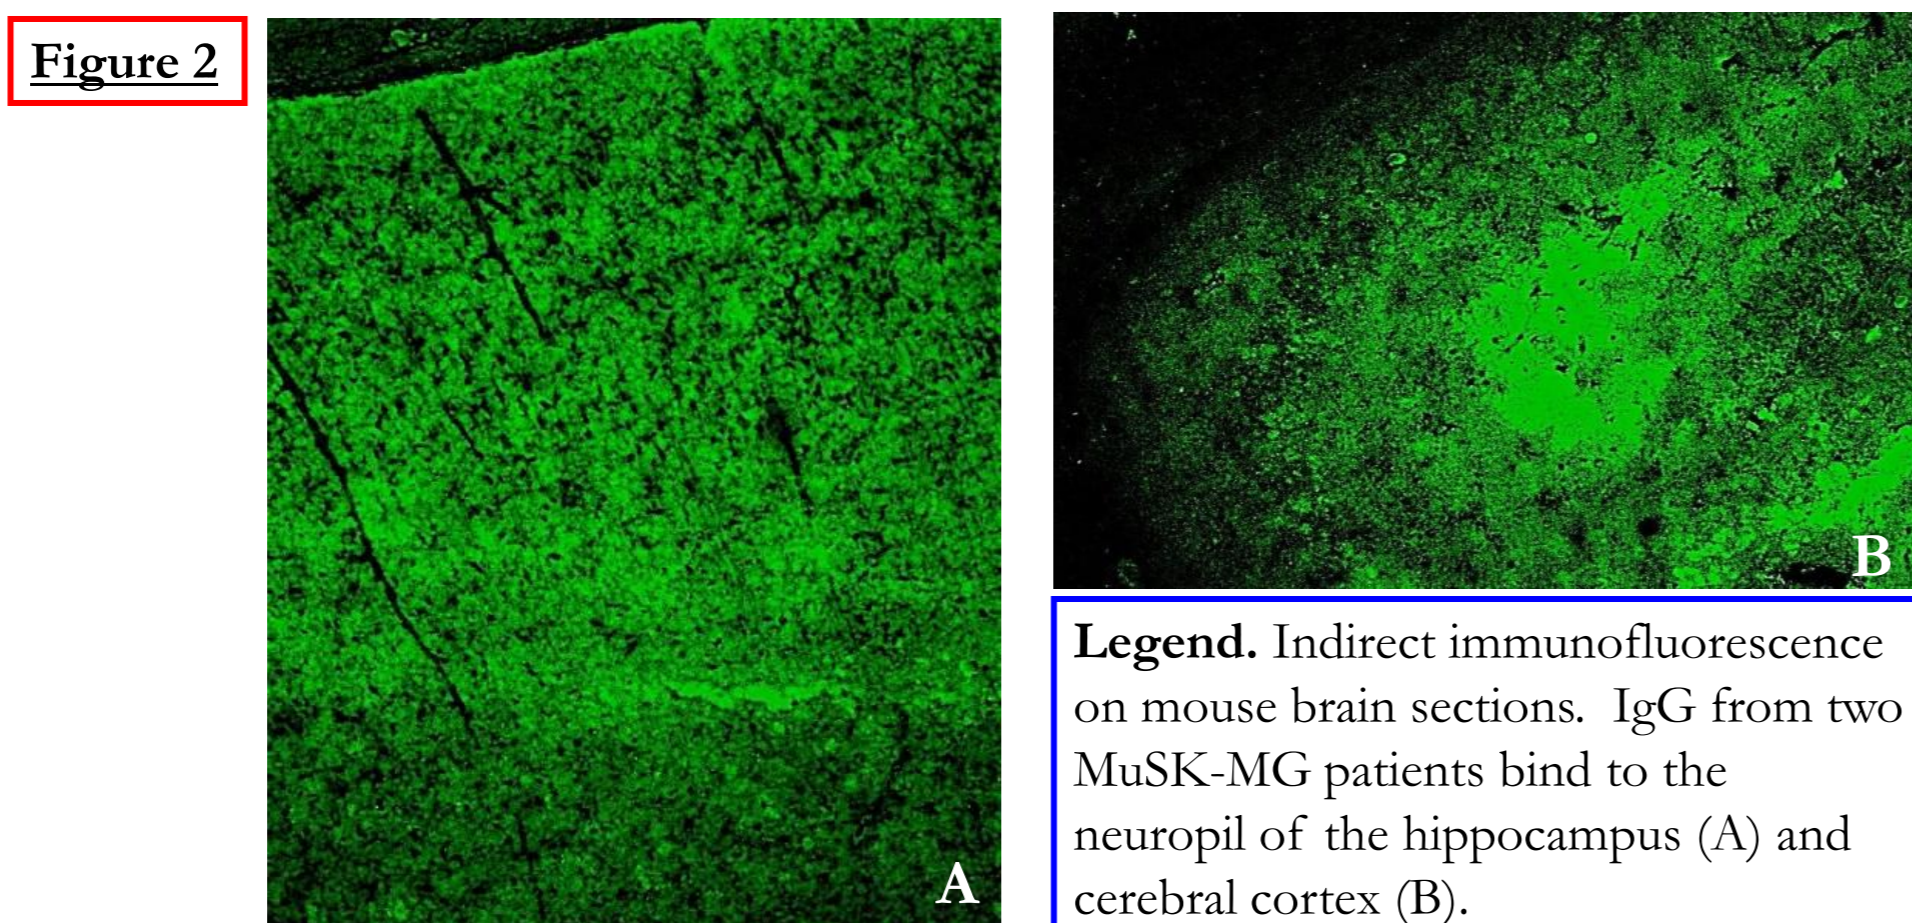 Figure 2
A
B
Legend. Indirect immunofluorescence
on mouse brain sections.  IgG from two
MuSK-MG patients bind to the
neuropil of the hippocampus (A) and
cerebral cortex (B).